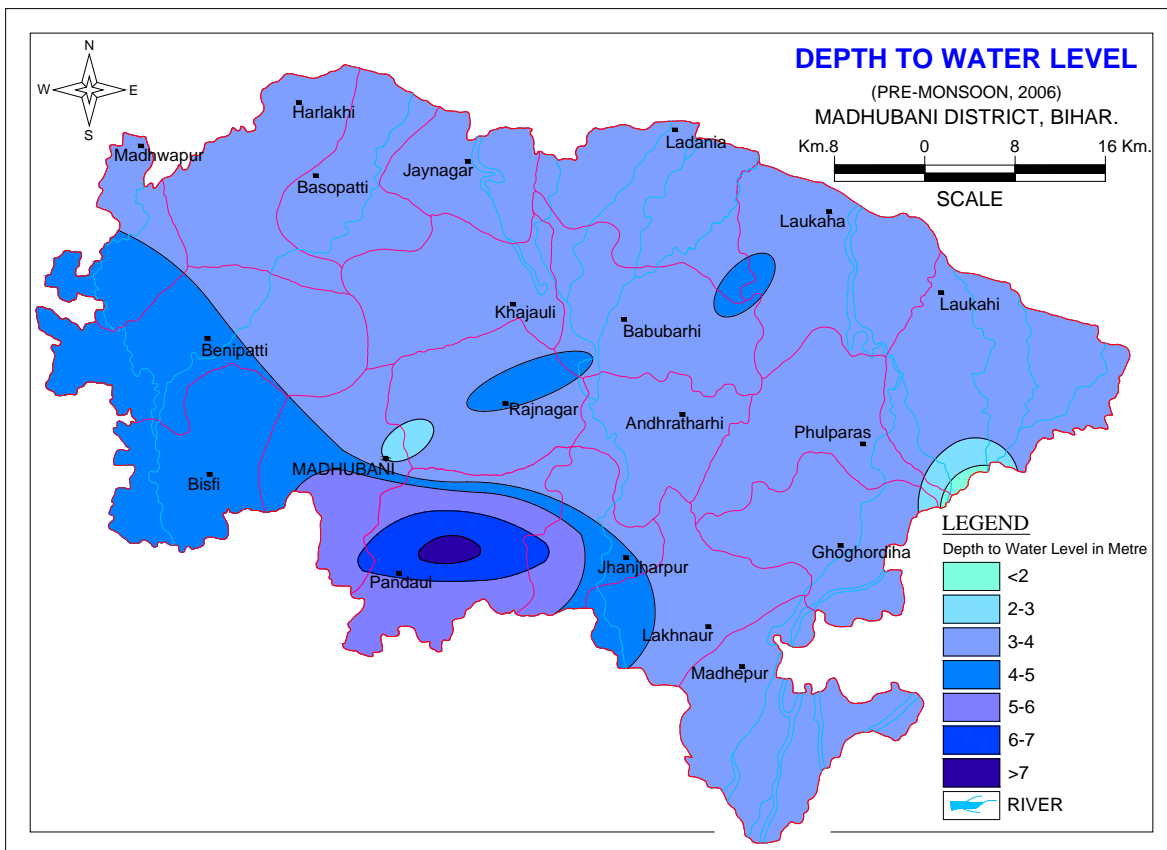 N
W
E
S
DEPTH TO WATER LEVEL
(PRE-MONSOON, 2006)
MADHUBANI DISTRICT, BIHAR.
Km.8 0 8 16 Km.
SCALE
Harlakhi
Madhwapur
Ladania
Jaynagar
Basopatti
Laukaha
Laukahi
Khajauli
Babubarhi
Benipatti
Rajnagar
Andhratharhi
Phulparas
MADHUBANI
Bisfi
Ghoghordiha
Jhanjharpur
Pandaul
Lakhnaur
Madhepur
LEGEND
Depth to Water Level in Metre
<2
2-3
3-4
4-5
5-6
6-7
>7
RIVER